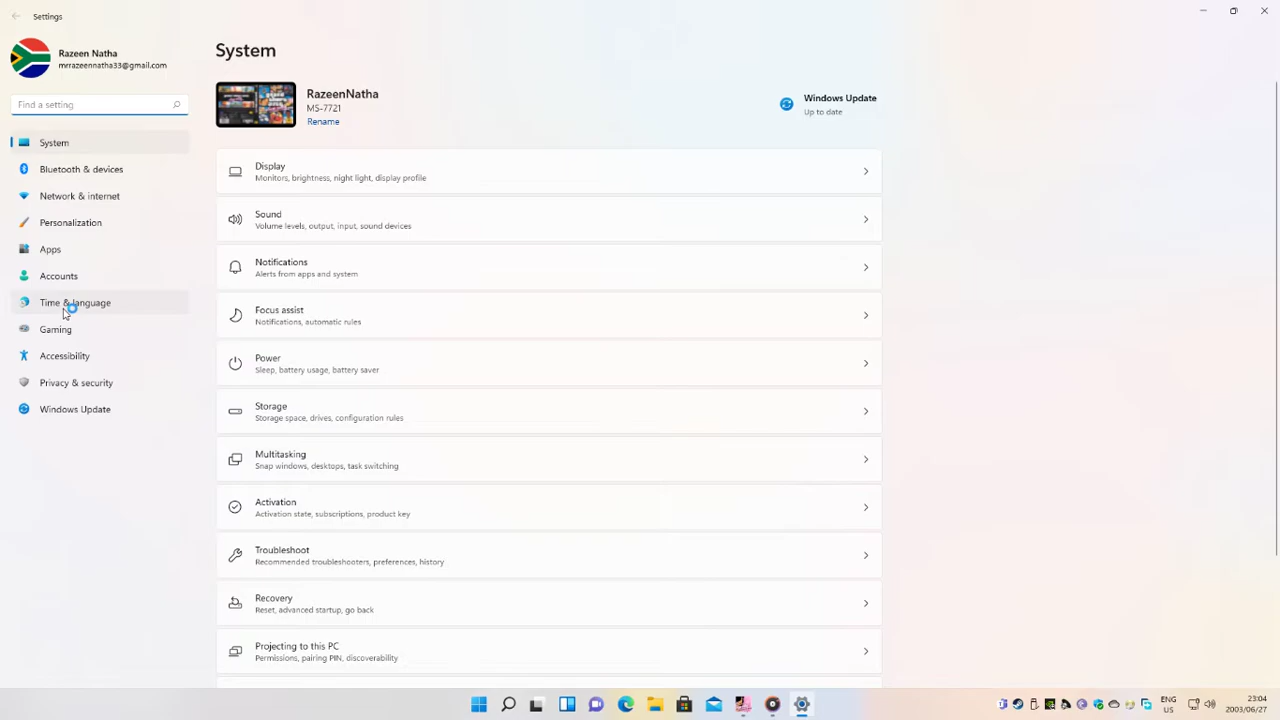 Settings
Razeen Natha
mrrazeennatha33@gmail.com
Find a setting
System
Bluetooth & devices
Network & internet
Personalization
Apps
Accounts
Time & language
Gaming
Accessibility
Privacy & security
Windows Update
System
RazeenNatha
MS-7721
Rename
Windows Update
Up to date
Display
Monitors, brightness, night light, display profile
Sound
Volume levels, output, input, sound devices
Notifications
Alerts from apps and system
Focus assist
Notifications, automatic rules
Power
Sleep, battery usage, battery saver
Storage
Storage space, drives, configuration rules
Multitasking
Snap windows, desktops, task switching
Activation
Activation state, subscriptions, product key
Troubleshoot
Recommended troubleshooters, preferences, history
Recovery
Reset, advanced startup, go back
Projecting to this PC
Permissions, pairing PIN, discoverability
ENG
US
23:04
2003/06/27